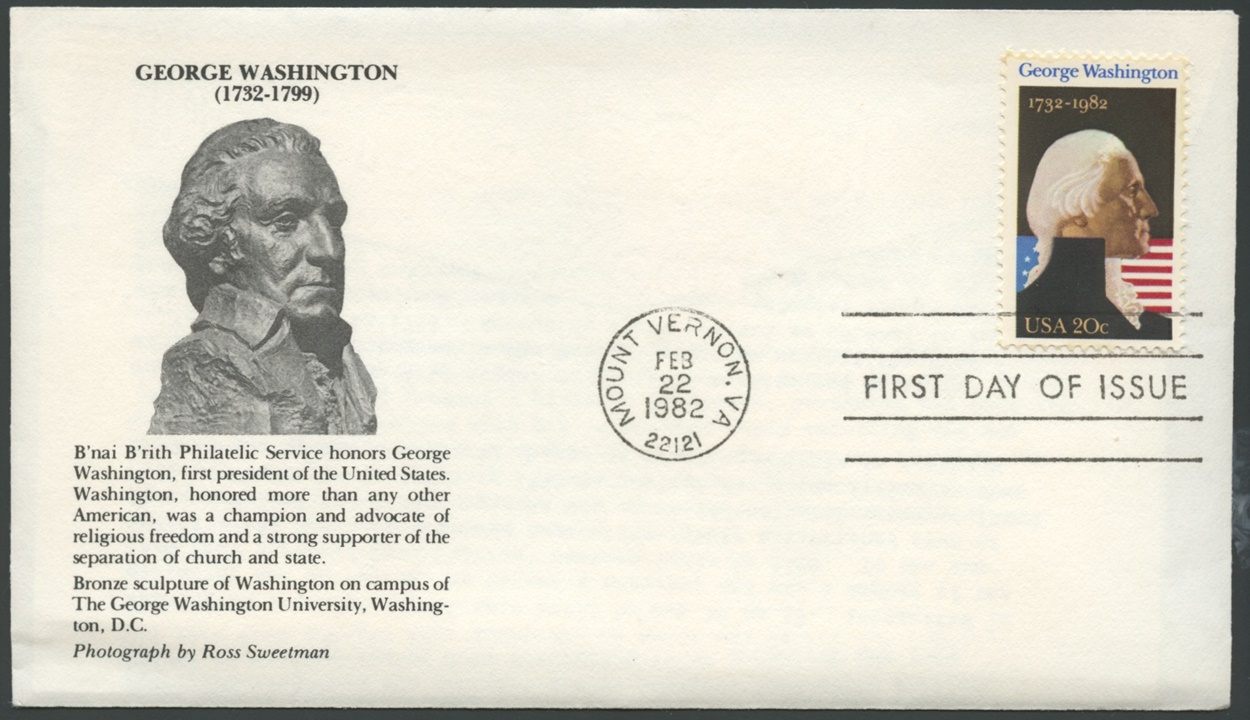 GEORGE WASHINGTON
(1732-1799)
B'nai B'rith Philatelic Service honors George
Washington, first president of the United States.
Washington, honored more than any other
American, was a champion and advocate of
religious freedom and a strong supporter of the
separation of church and state.
Bronze sculpture of Washington on campus of
The George Washington University, Washing-
ton, D.C.
Photograph by Ross Sweetman
MOUNT VERNON. VA
FEB
22
1982
22121
George Washington
1732-1982
USA 20c
FIRST DAY OF ISSUE